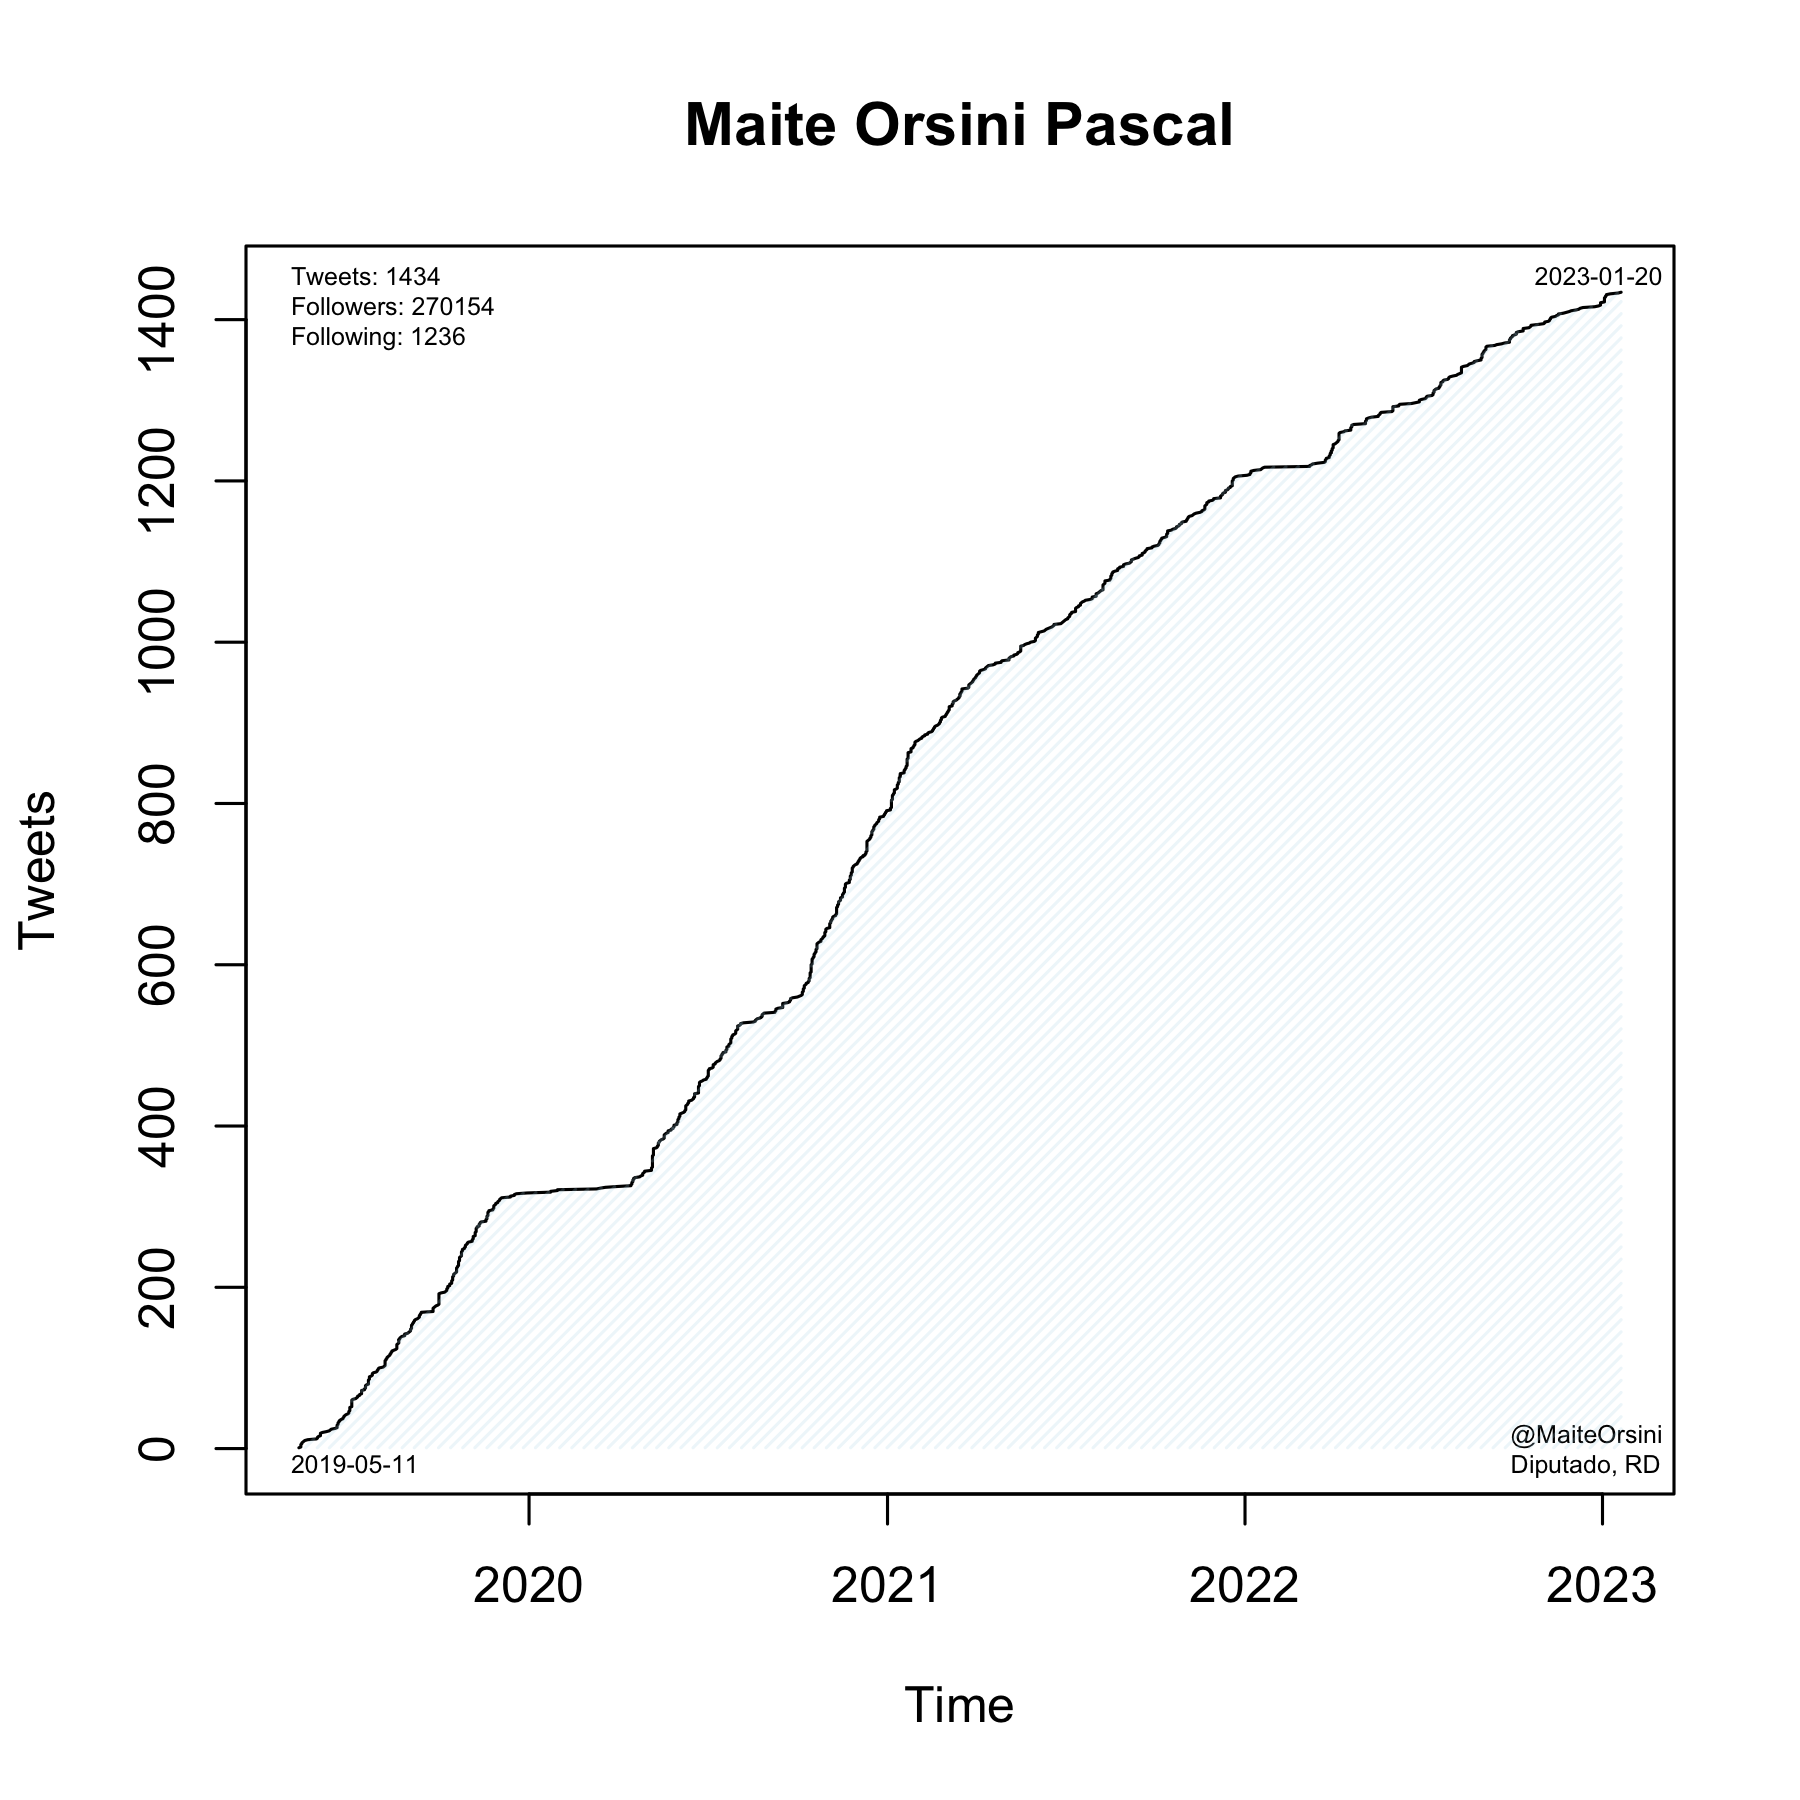 Maite Orsini Pascal
Tweets: 1434
Followers: 270154
Following: 1236
2023-01-20
1400
1200
1000
800
600
400
200
0
Tweets
2019-05-11
@MaiteOrsini
Diputado, RD
2020 2021 2022 2023
Time